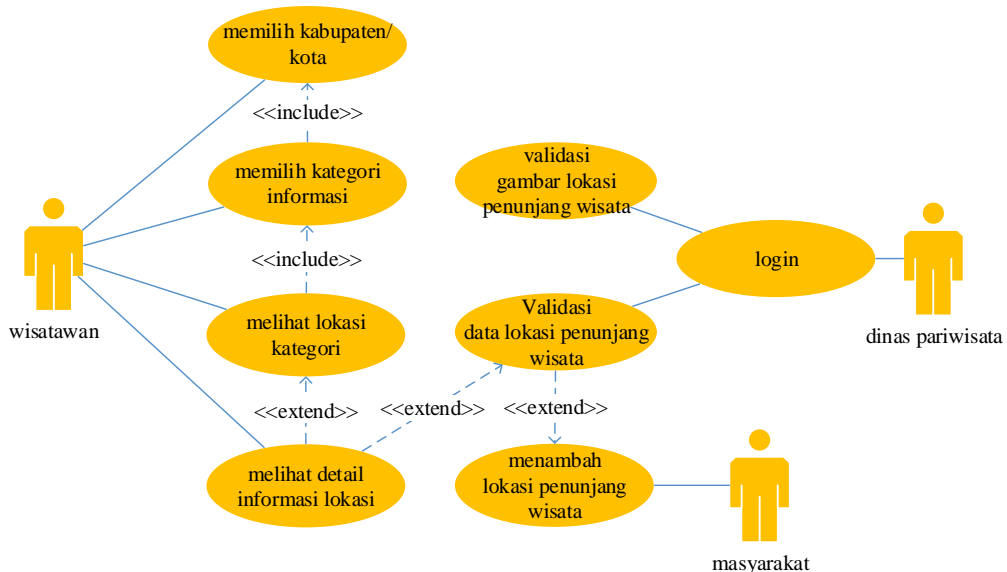 memilih kabupaten/
kota
<<include>>
memilih kategori
informasi
<<include>>
melihat lokasi
kategori
<<extend>>
melihat detail
informasi lokasi
wisatawan
validasi
gambar lokasi
penunjang wisata
login
dinas pariwisata
Validasi
data lokasi penunjang
wisata
<<extend>>
<<extend>>
menambah
lokasi penunjang
wisata
masyarakat